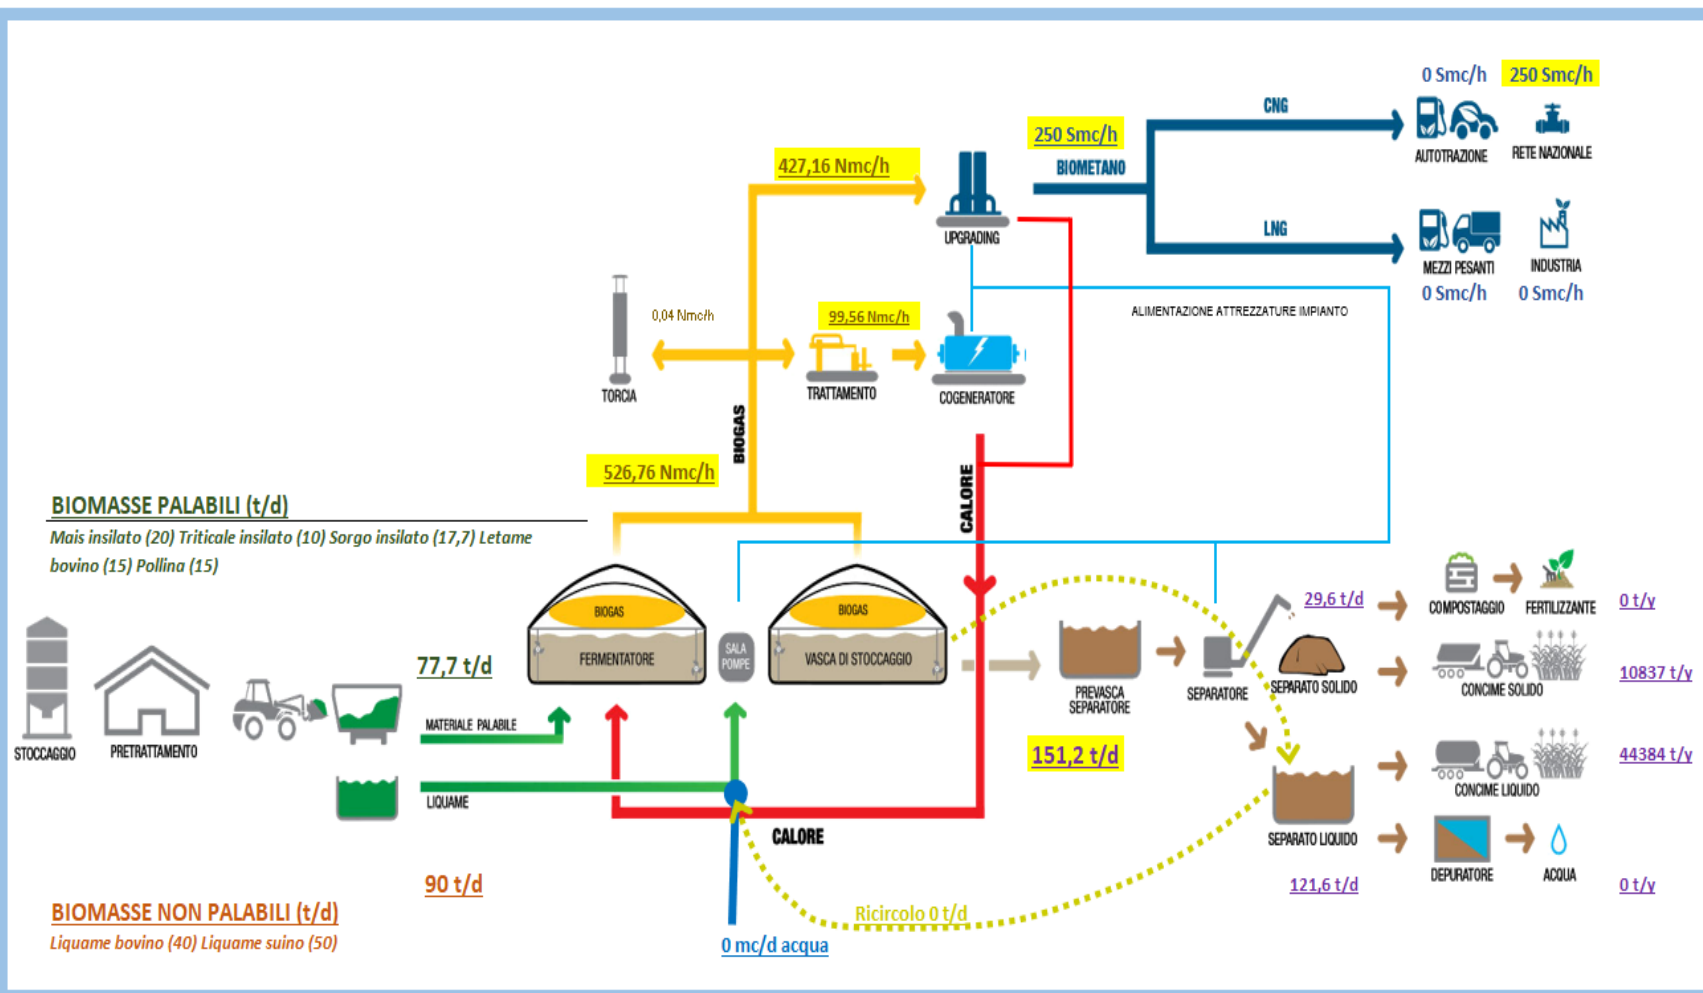 0 Smc/h 250 Smc/h
CNG
250 Smc/h
AUTOTRAZIONE RETE NAZIONALE
427,16 Nmc/h
BIOMETANO
UPGRADING
LNG
MEZZI PESANTI INDUSTRIA
0 Smc/h 0 Smc/h
0,04 Nmc/h
99,56 Nmc/h
ALIMENTAZIONE ATTREZZATURE IMPIANTO
TORCIA
TRATTAMENTO
COGENERATORE
BIOGAS
526,76 Nmc/h
CALORE
BIOMASSE PALABILI (t/d)
Mais insilato (20) Triticale insilato (10) Sorgo insilato (17,7) Letame
bovino (15) Pollina (15)
BIOGAS
BIOGAS
FERMENTATORE
SALA
POMPE
VASCA DI STOCCAGGIO
29,6 t/d
COMPOSTAGGIO FERTILIZZANTE
0 t/y
77,7 t/d
PREVASCA
SEPARATORE
SEPARATORE
SEPARATO SOLIDO
CONCIME SOLIDO
10837 t/y
STOCCAGGIO
PRETRATTAMENTO
MATERIALE PALABILE
151,2 t/d
44384 t/y
LIQUAME
CONCIME LIQUIDO
CALORE
SEPARATO LIQUIDO
DEPURATORE
ACQUA
121,6 t/d
0 t/y
90 t/d
BIOMASSE NON PALABILI (t/d)
Liquame bovino (40) Liquame suino (50)
Ricircolo 0 t/d
0 mc/d acqua